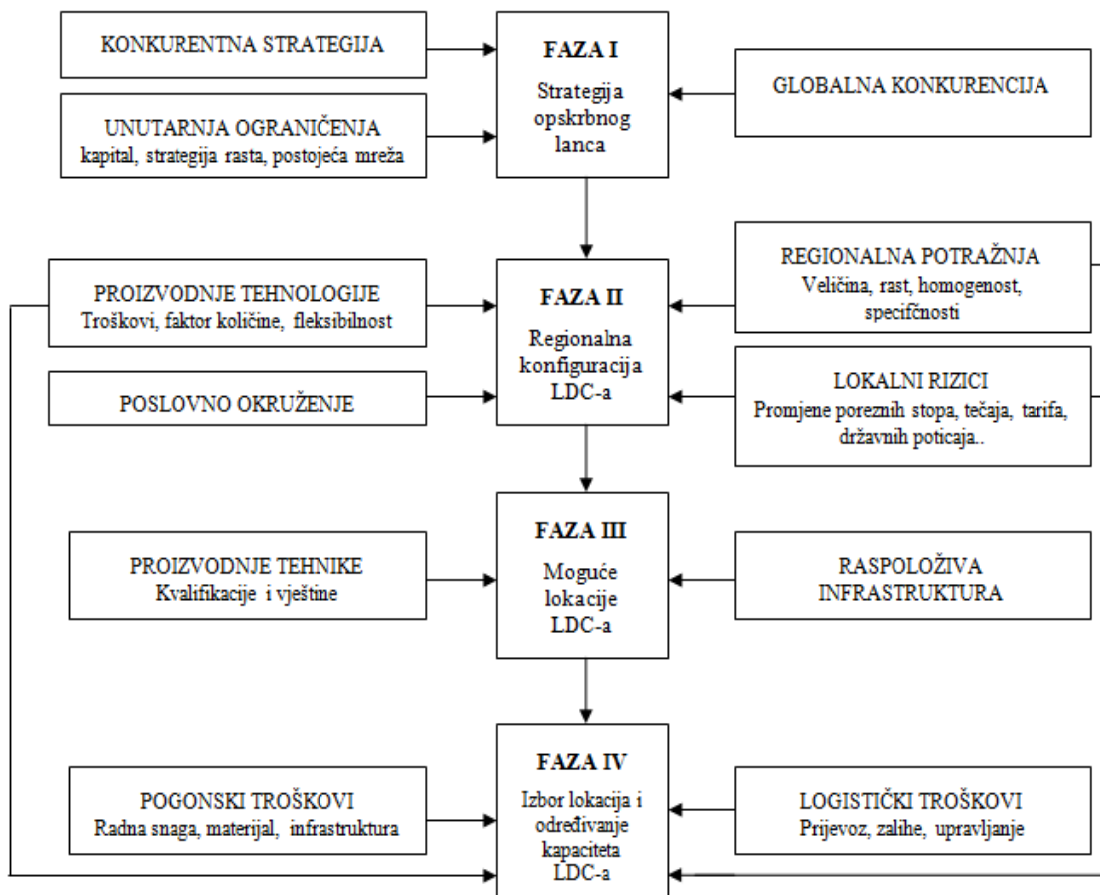 KONKURENTNA STRATEGIJA
UNUTARNJA OGRANIČENJA
kapital, strategija rasta, postojeća mreža
FAZA I
Strategija
opskrbnog
lanca
GLOBALNA KONKURENCIJA
PROIZVODNJE TEHNOLOGIJE
Troškovi, faktor količine, fleksibilnost
POSLOVNO OKRUŽENJE
FAZA II
Regionalna
konfiguracija
LDC-a
REGIONALNA POTRAŽNJA
Veličina, rast, homogenost,
specifčnosti
LOKALNI RIZICI
Promjene poreznih stopa, tečaja, tarifa,
državnih poticaja..
PROIZVODNJE TEHNIKE
Kvalifikacije i vještine
FAZA III
Moguće
lokacije
LDC-a
RASPOLOŽIVA
INFRASTRUKTURA
POGONSKI TROŠKOVI
Radna snaga, materijal, infrastruktura
FAZA IV
Izbor lokacija i
određivanje
kapaciteta
LDC-a
LOGISTIČKI TROŠKOVI
Prijevoz, zalihe, upravljanje